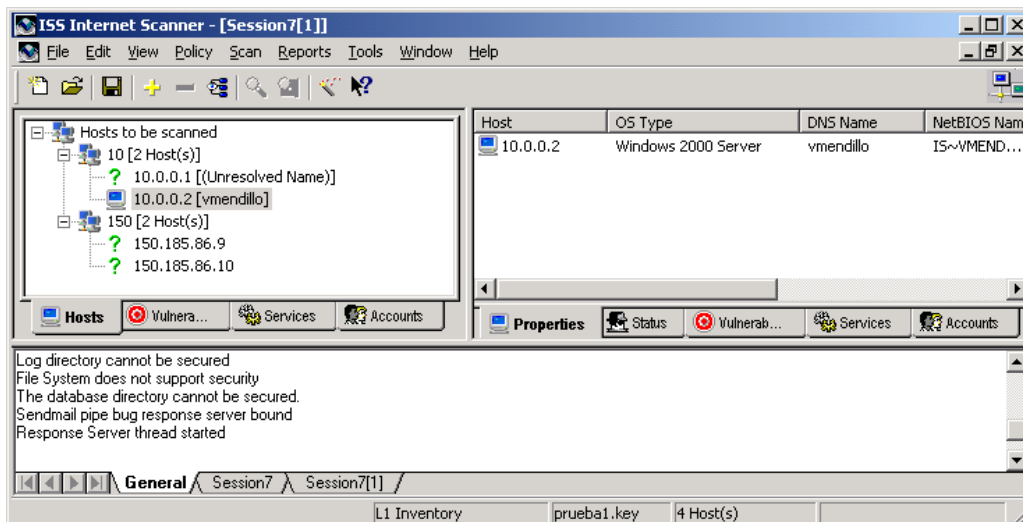 ISS Internet Scanner - [Session7[1]]
File Edit View Policy Scan Reports Tools Window Help
Hosts to be scanned
10 [2 Host(s)]
10.0.0.1 [(Unresolved Name)]
10.0.0.2 [vmendillo]
150 [2 Host(s)]
150.185.86.9
150.185.86.10
Hosts Vulnera... Services Accounts
Host OS Type DNS Name NetBIOS Nam
10.0.0.2 Windows 2000 Server vmendillo IS~VMEND...
Properties Status Vulnerab... Services Accounts
Log directory cannot be secured
File System does not support security
The database directory cannot be secured.
Sendmail pipe bug response server bound
Response Server thread started
General Session7 Session7[1]
L1 Inventory prueba1.key 4 Host(s)